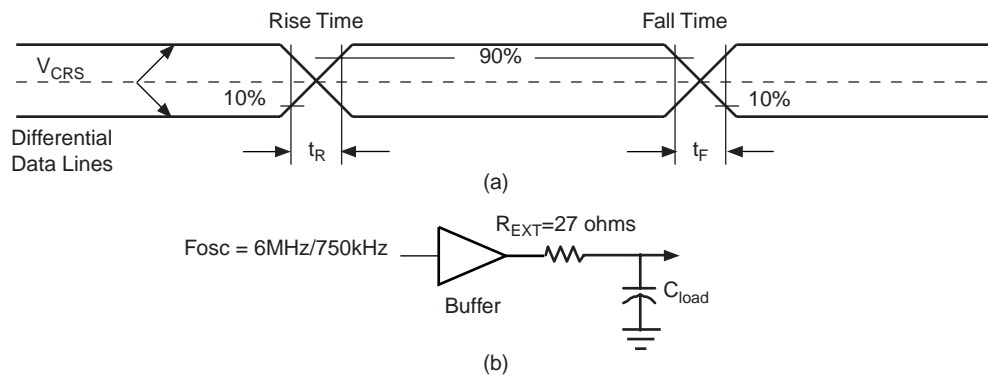 Rise Time
Fall Time
V_CRS
90%
10%
10%
Differential
Data Lines
t_R
t_F
(a)
R_EXT=27 ohms
Fosc = 6MHz/750kHz
Buffer
C_load
(b)